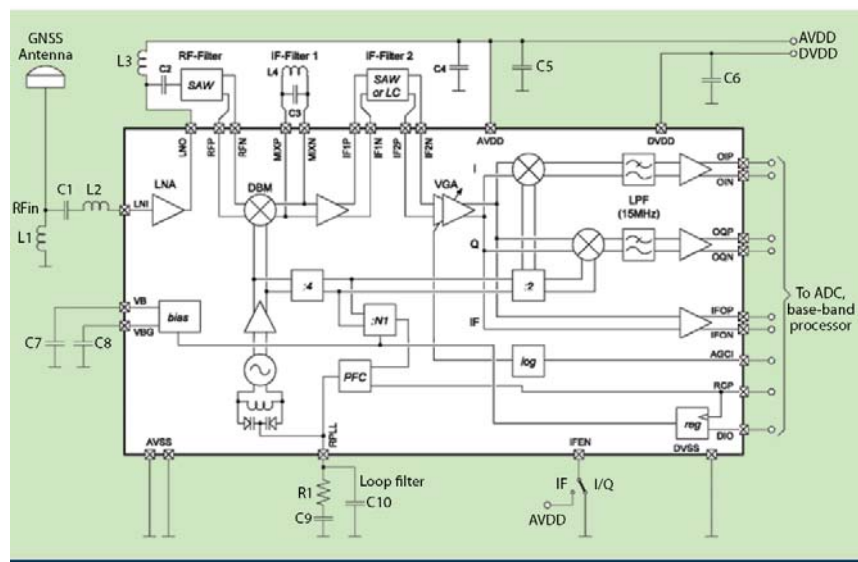 GNSS
Antenna
L3
C2
RF-Filter
SAW
IF-Filter 1
L4
C3
IF-Filter 2
SAW
or LC
C4
C5
C6
AVDD
DVDD
LNO
RFP
RFN
MIXP
MIXN
IF1P
IF1N
IF2P
IF2N
AVDD
DVDD
RFin
C1
L2
L1
LNI
LNA
DBM
VGA
I
Q
IF
LPF
(15MHz)
OIP
OIN
OQP
OQN
IFOP
IFON
AGCI
RCP
DIO
To ADC,
base-band
processor
:4
:2
:N1
VB
VBG
bias
C7
C8
PFC
log
reg
AVSS
RPLL
IFEN
DVSS
R1
C9
Loop filter
C10
IF
I/Q
AVDD